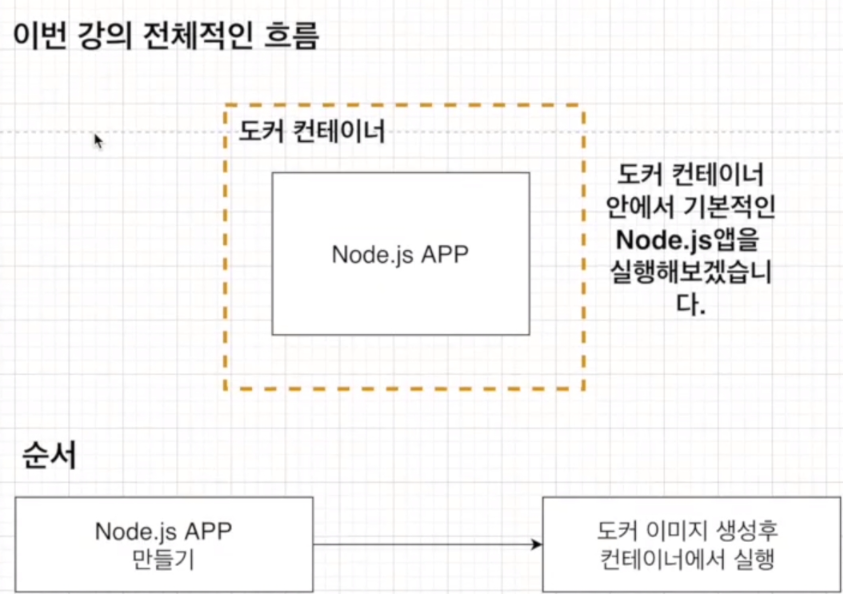 이번 강의 전체적인 흐름
도커 컨테이너
Node.js APP
도커 컨테이너
안에서 기본적인
Node.js앱을
실행해보겠습니
다.
순서
Node.js APP
만들기
도커 이미지 생성후
컨테이너에서 실행